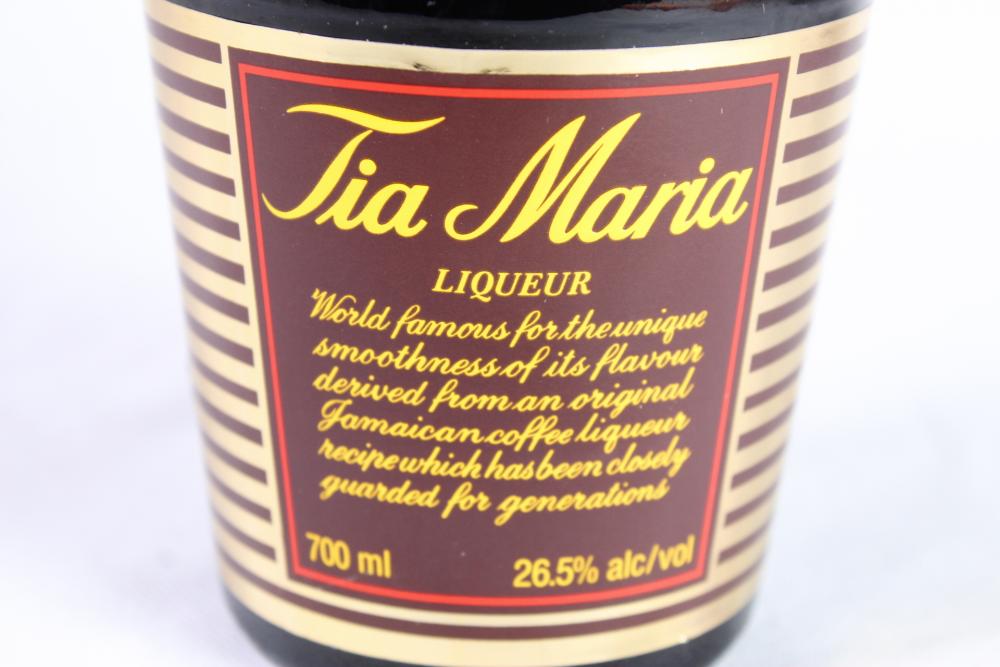 Tia Maria
LIQUEUR
'World famous for the unique
smoothness of its flavour
derived from an original
Jamaican coffee liqueur
recipe which has been closely
guarded for generations'
700 ml
26.5% alc/vol